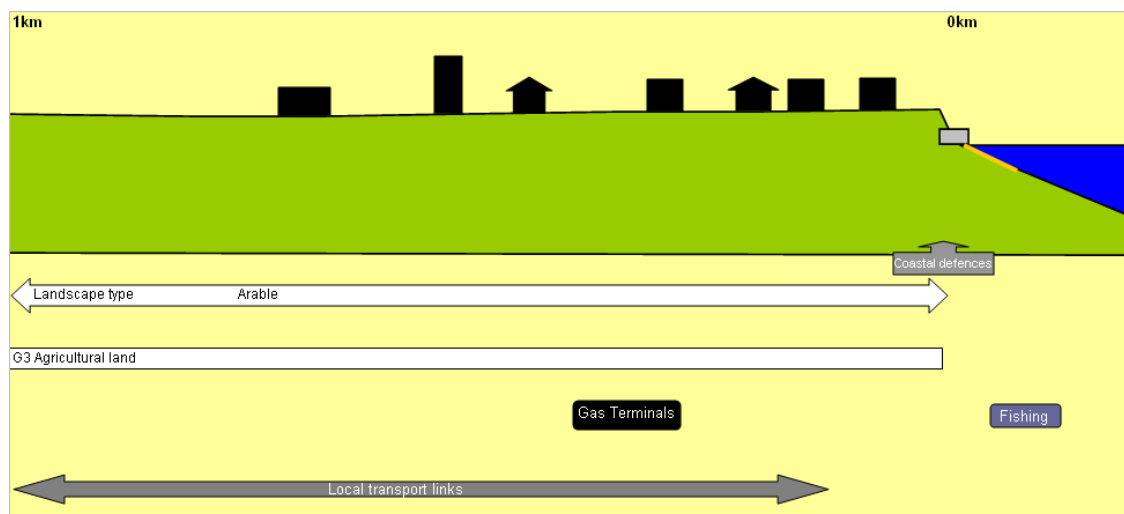 1km
0km
Coastal defences
Landscape type
Arable
G3 Agricultural land
Gas Terminals
Fishing
Local transport links